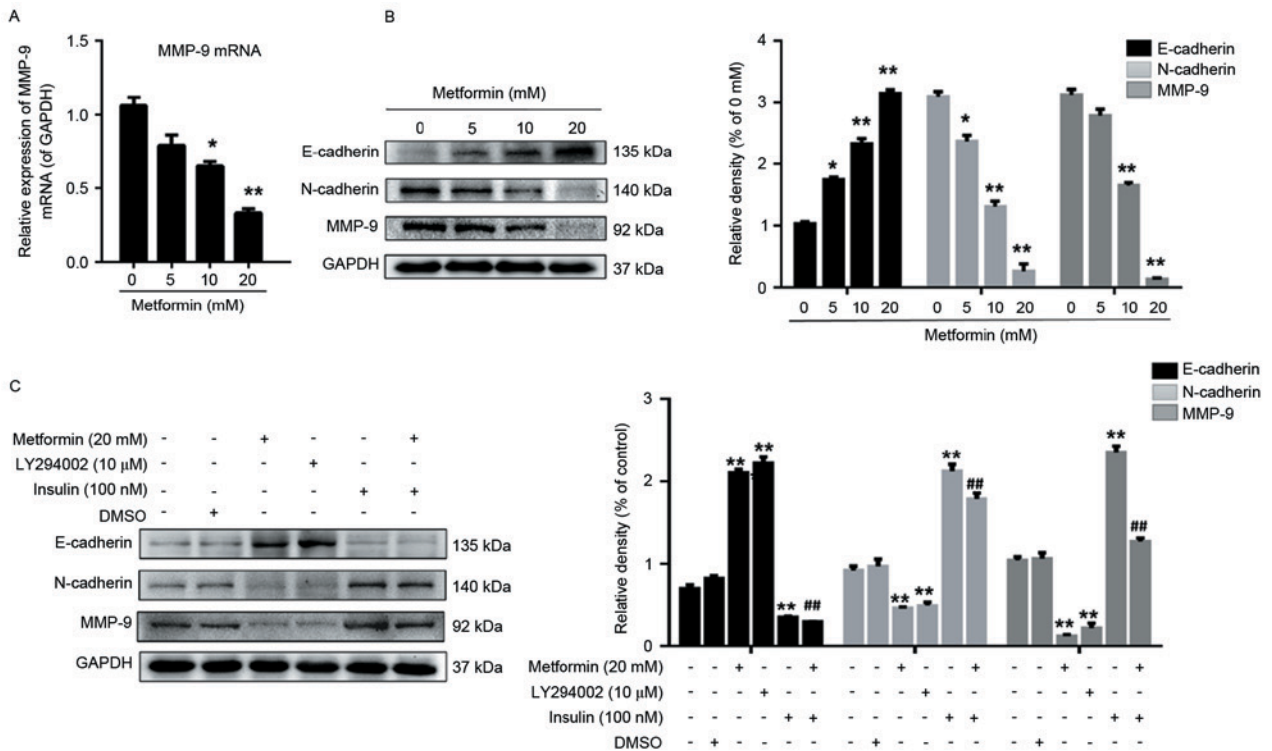 A
MMP-9 mRNA
Relative expression of MMP-9
mRNA (of GAPDH)
1.5
1.0
0.5
0.0
*
**
0 5 10 20
Metformin (mM)
B
Metformin (mM)
0 5 10 20
E-cadherin 135 kDa
N-cadherin 140 kDa
MMP-9 92 kDa
GAPDH 37 kDa
E-cadherin
N-cadherin
MMP-9
Relative density (% of 0 mM)
4
3
2
1
0
* ** ** * ** ** ** **
0 5 10 20 0 5 10 20 0 5 10 20
Metformin (mM)
C
Metformin (20 mM) - - + - - +
LY294002 (10 μM) - - - + - -
Insulin (100 nM) - - - - + +
DMSO - + - - - -
E-cadherin 135 kDa
N-cadherin 140 kDa
MMP-9 92 kDa
GAPDH 37 kDa
E-cadherin
N-cadherin
MMP-9
Relative density (% of control)
3
2
1
0
** ** ** ## ** ** ** ## ** ** ** ##
Metformin (20 mM) - - + - - + - - + - - + - - + - - +
LY294002 (10 μM) - - - + - - - - - + - - - - - + - -
Insulin (100 nM) - - - - + + - - - - + + - - - - + +
DMSO - + - - - - - + - - - - - + - - - -